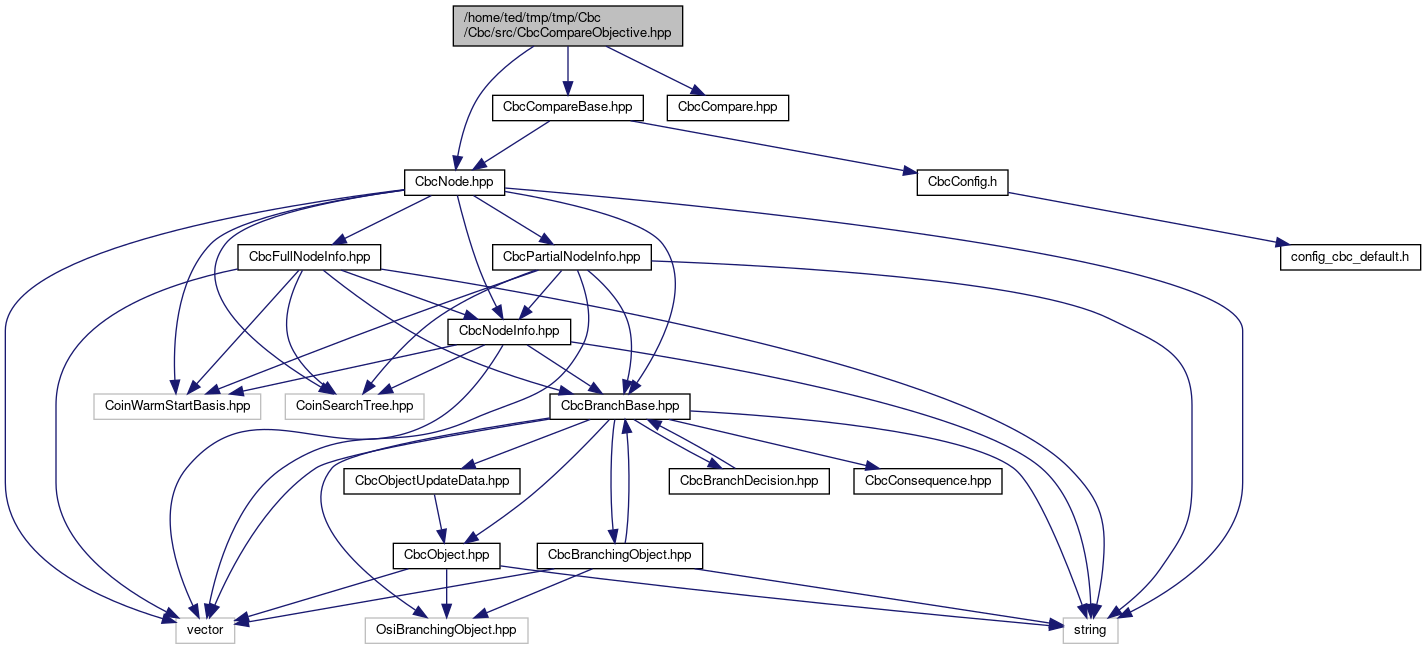 /home/ted/tmp/tmp/Cbc
/Cbc/src/CbcCompareObjective.hpp
CbcCompareBase.hpp
CbcCompare.hpp
CbcNode.hpp
CbcConfig.h
CbcFullNodeInfo.hpp
CbcPartialNodeInfo.hpp
config_cbc_default.h
CbcNodeInfo.hpp
CoinWarmStartBasis.hpp
CoinSearchTree.hpp
CbcBranchBase.hpp
CbcObjectUpdateData.hpp
CbcBranchDecision.hpp
CbcConsequence.hpp
CbcObject.hpp
CbcBranchingObject.hpp
vector
OsiBranchingObject.hpp
string